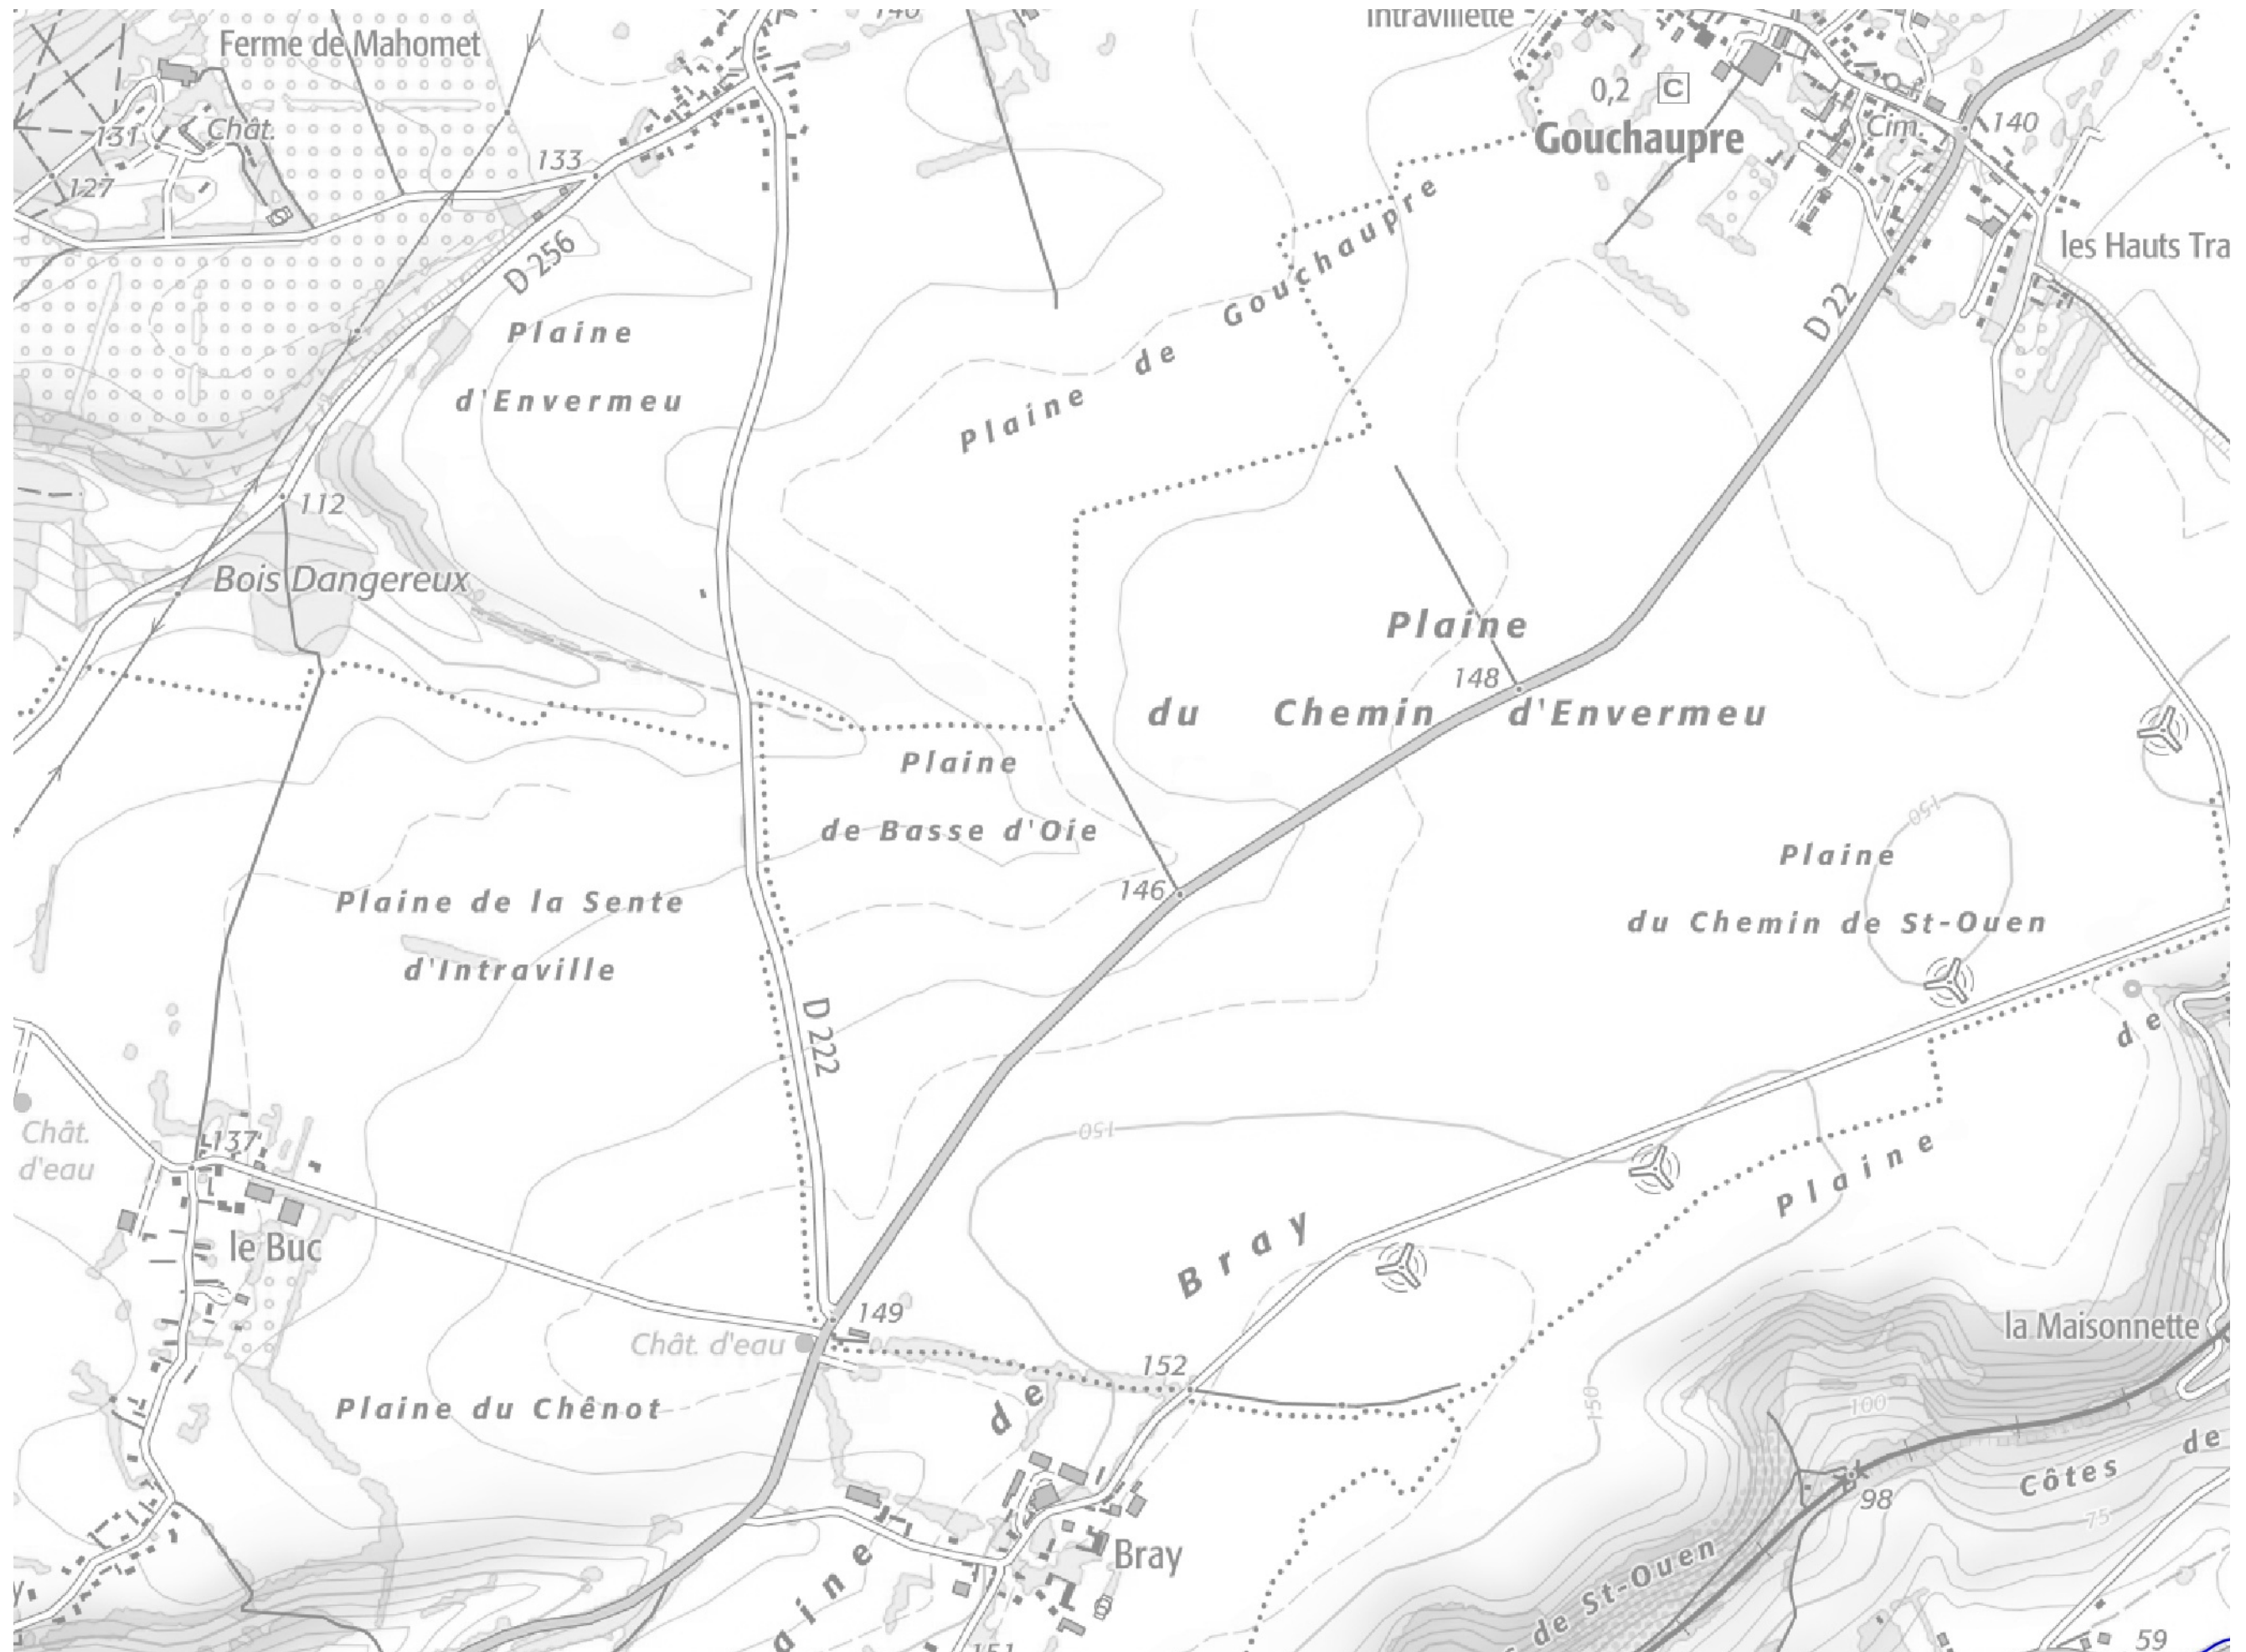 140
Intravillette
Ferme de Mahomet
0,2 C
131
Chât.
Gouchaupre
Cim.
140
133
127
les Hauts Tra
D 256
D 22
Plaine
d'Envermeu
Plaine de Gouchaupre
112
Bois Dangereux
Plaine
148
du Chemin d'Envermeu
Plaine
de Basse d'Oie
150
146
Plaine
du Chemin de St-Ouen
Plaine de la Sente
d'Intraville
D 222
de
Chât.
d'eau
137
150
Plaine
le Buc
Bray
149
Chât. d'eau
152
la Maisonnette
Plaine du Chênot
de
150
100
de
Côtes
98
75
Bray
aine
de St-Ouen
y.
151
59